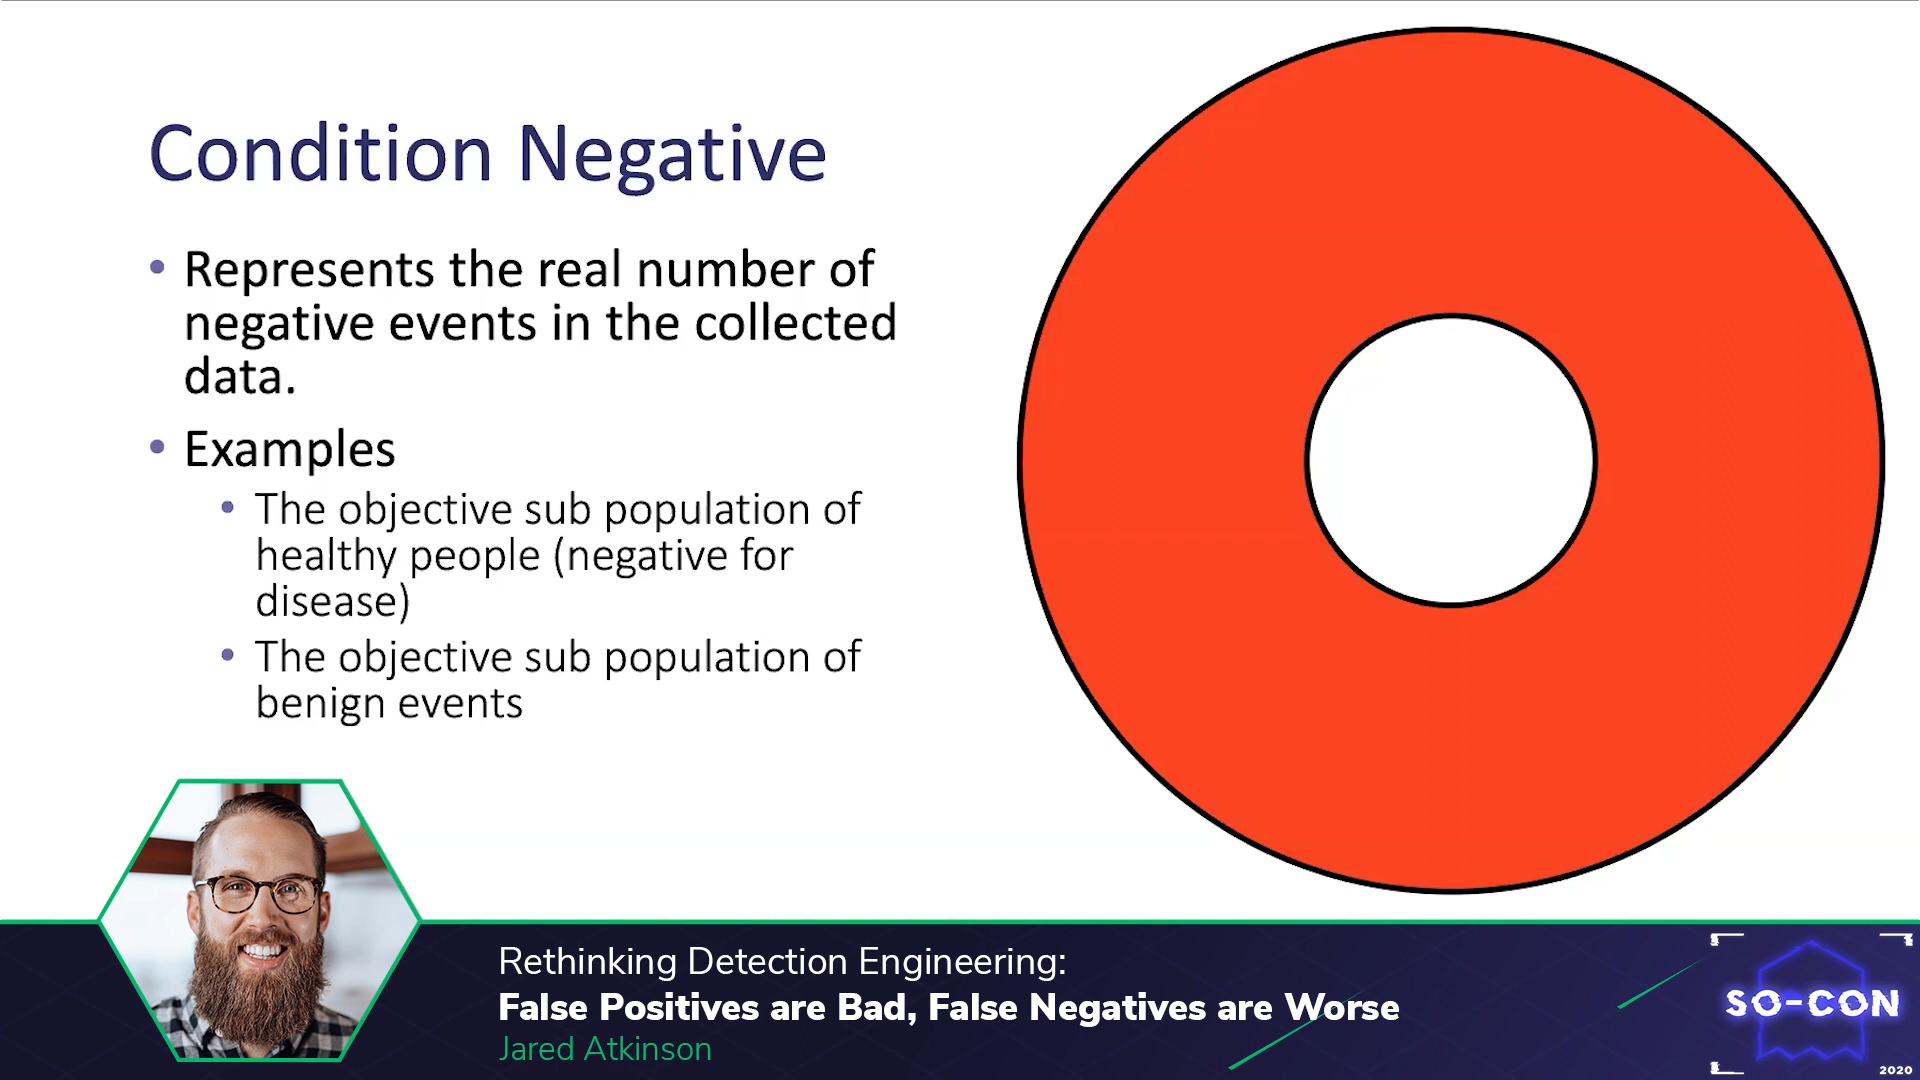 Condition Negative
• Represents the real number of
negative events in the collected
data.
• Examples
• The objective sub population of
healthy people (negative for
disease)
• The objective sub population of
benign events
Rethinking Detection Engineering:
False Positives are Bad, False Negatives are Worse
Jared Atkinson
SO-CON
2020